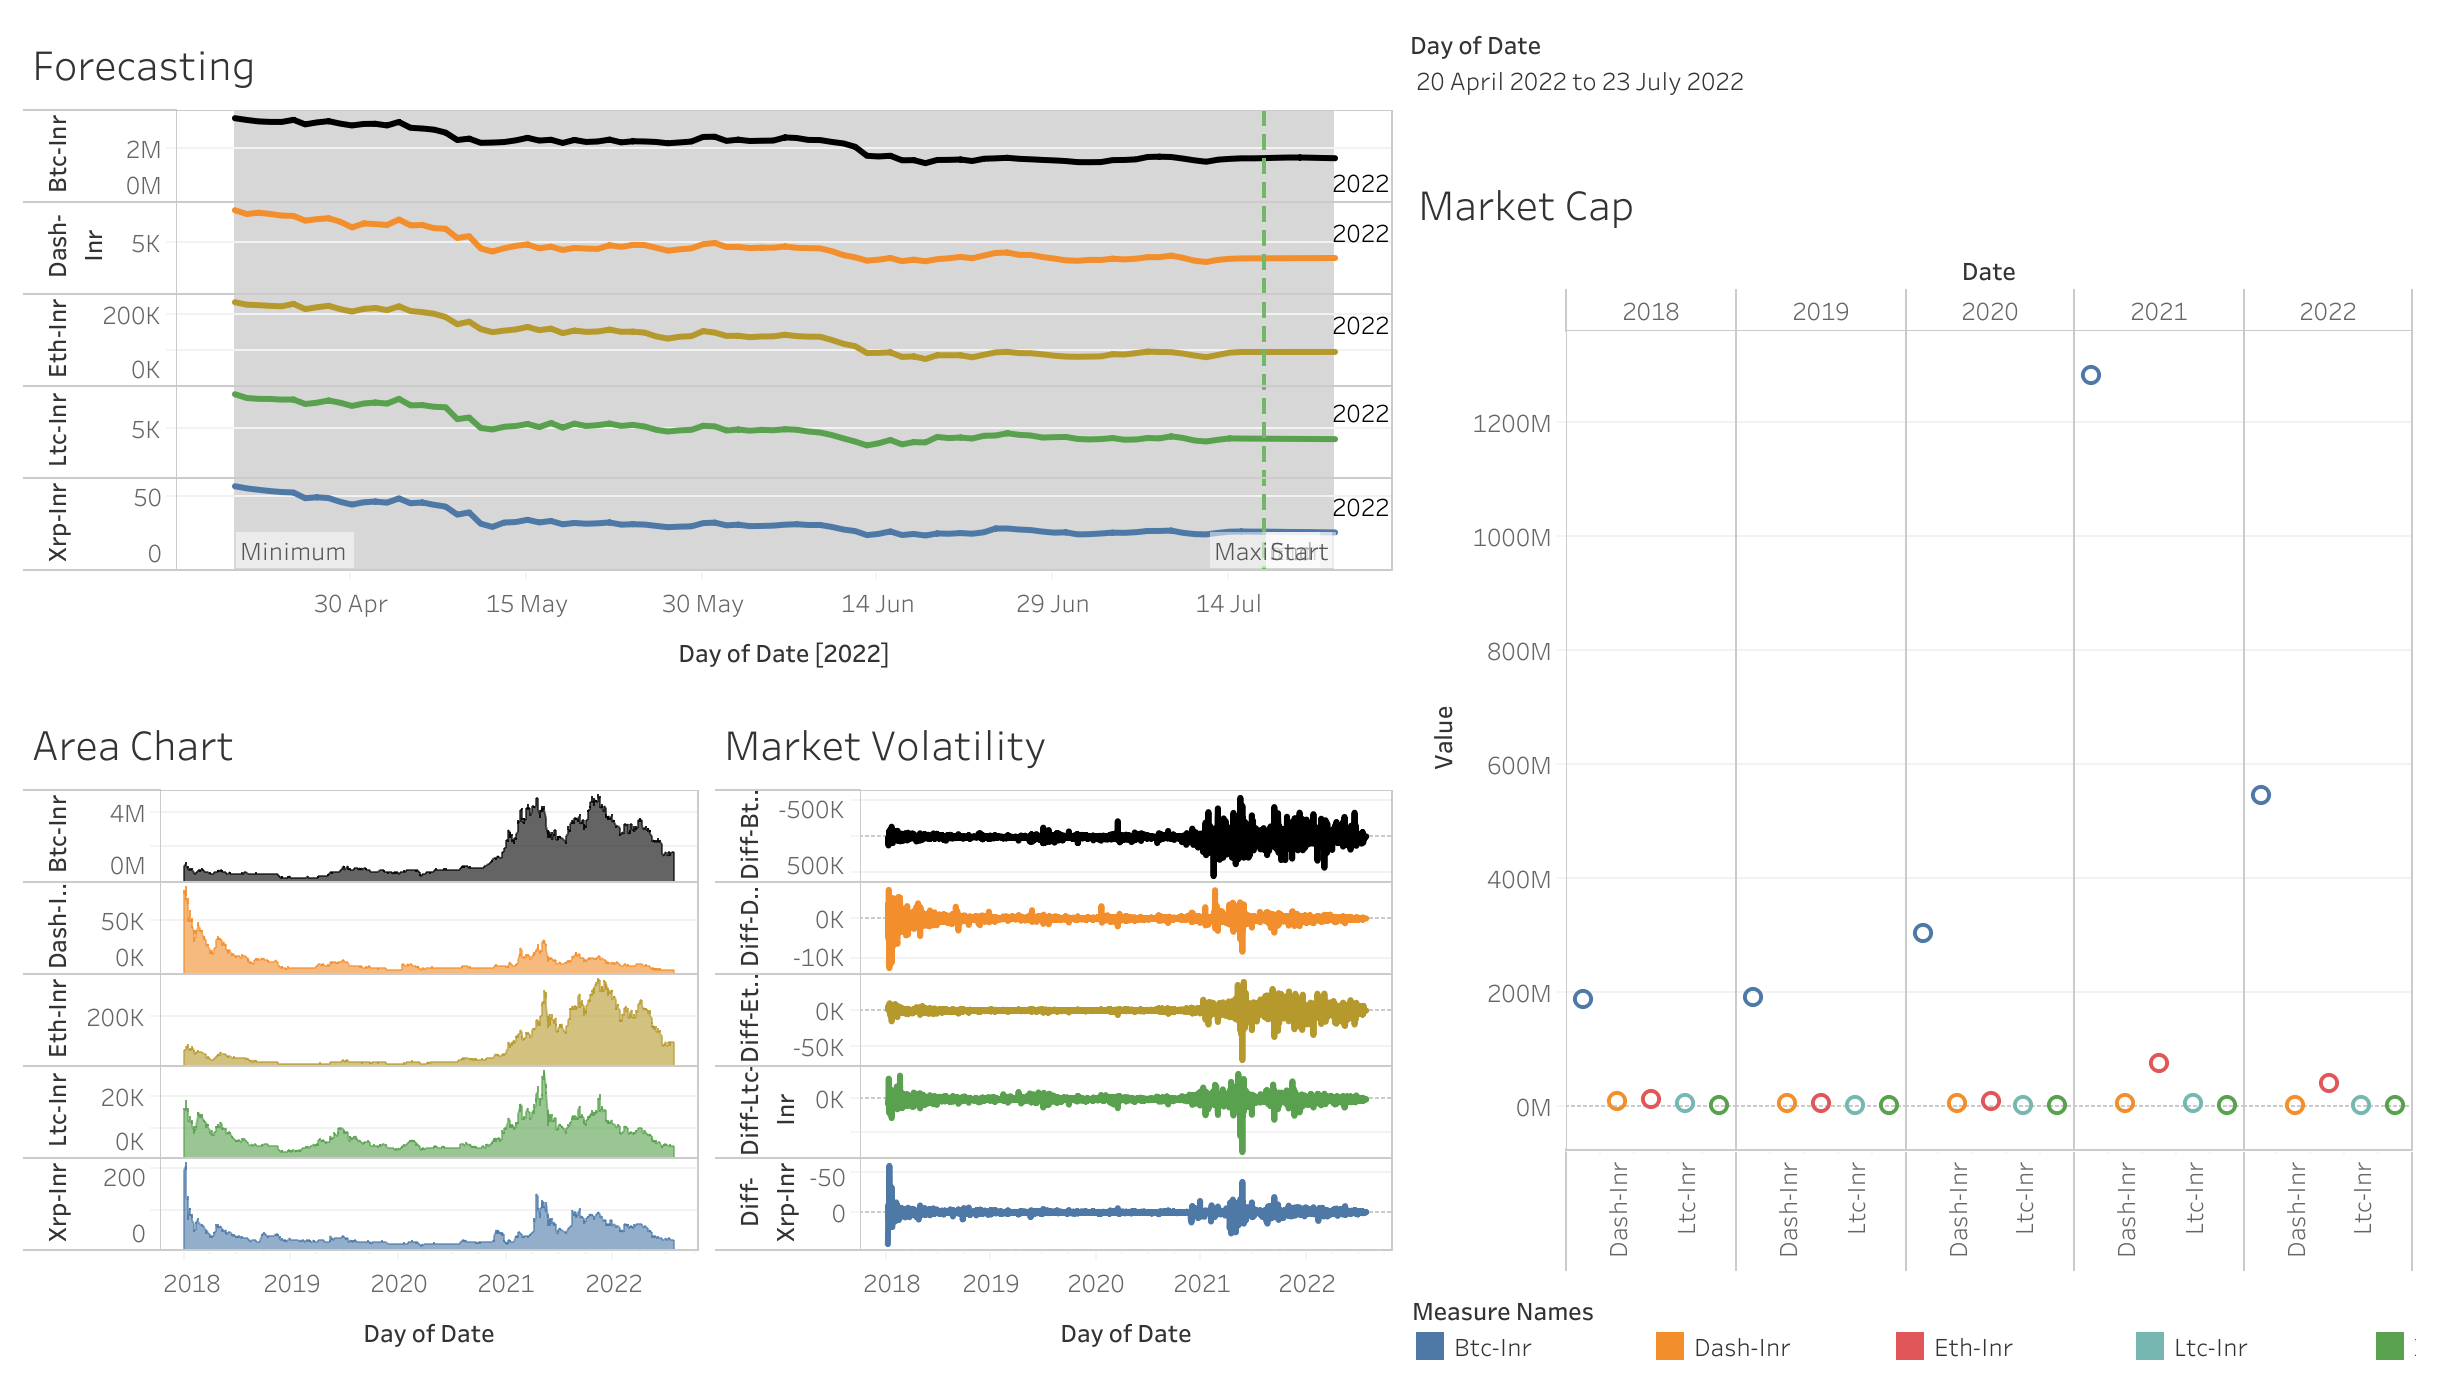 Forecasting
Btc-Inr
2M
0M
2022
Dash-
Inr
5K
2022
Eth-Inr
200K
0K
2022
Ltc-Inr
5K
2022
Xrp-Inr
50
0
2022
Minimum
Start
30 Apr
15 May
30 May
14 Jun
29 Jun
14 Jul
Day of Date [2022]
Day of Date
20 April 2022 to 23 July 2022
Market Cap
Date
2018
2019
2020
2021
2022
Value
1200M
1000M
800M
600M
400M
200M
0M
Dash-Inr
Ltc-Inr
Dash-Inr
Ltc-Inr
Dash-Inr
Ltc-Inr
Dash-Inr
Ltc-Inr
Dash-Inr
Ltc-Inr
Area Chart
Btc-Inr
4M
0M
Dash-I..
50K
0K
Eth-Inr
200K
Ltc-Inr
20K
0K
Xrp-Inr
200
0
2018
2019
2020
2021
2022
Day of Date
Market Volatility
Diff-Bt..
-500K
500K
Diff-D..
0K
-10K
Diff-Et..
0K
-50K
Diff-Ltc-
Inr
0K
Diff-
Xrp-Inr
-50
0
2018
2019
2020
2021
2022
Day of Date
Measure Names
Btc-Inr
Dash-Inr
Eth-Inr
Ltc-Inr